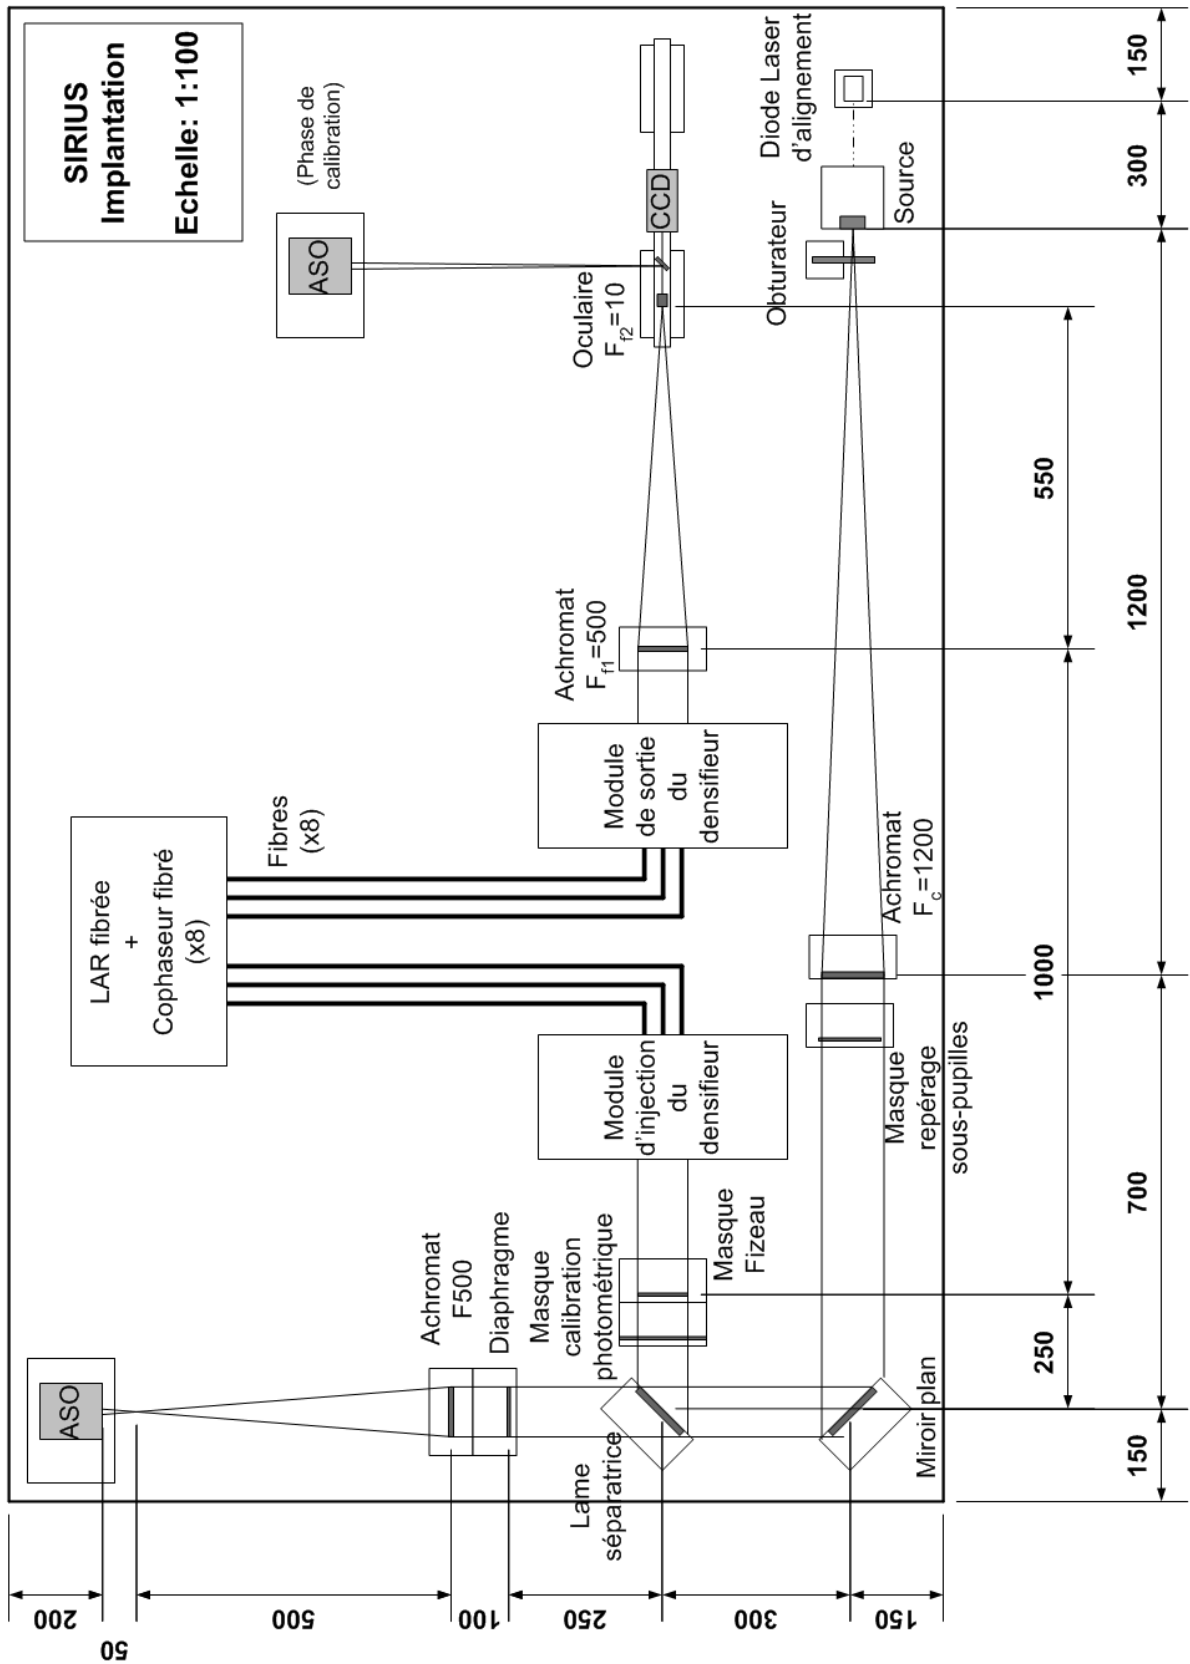 SIRIUS
Implantation
Echelle: 1:100
(Phase de
calibration)
ASO
CCD
Oculaire
F_f2=10
Diode Laser
d'alignement
Source
Obturateur
Achromat
F_f1=500
Module
de sortie
du
densifieur
Fibres
(x8)
LAR fibrée
+
Cophaseur fibré
(x8)
Achromat
F_c=1200
Module
d'injection
du
densifieur
Masque
repérage
sous-pupilles
Masque
Fizeau
Masque
calibration
photométrique
Diaphragme
Achromat
F500
ASO
Lame
séparatrice
Miroir plan
150
300
1200
700
150
550
1000
250
200
50
500
100
250
300
150